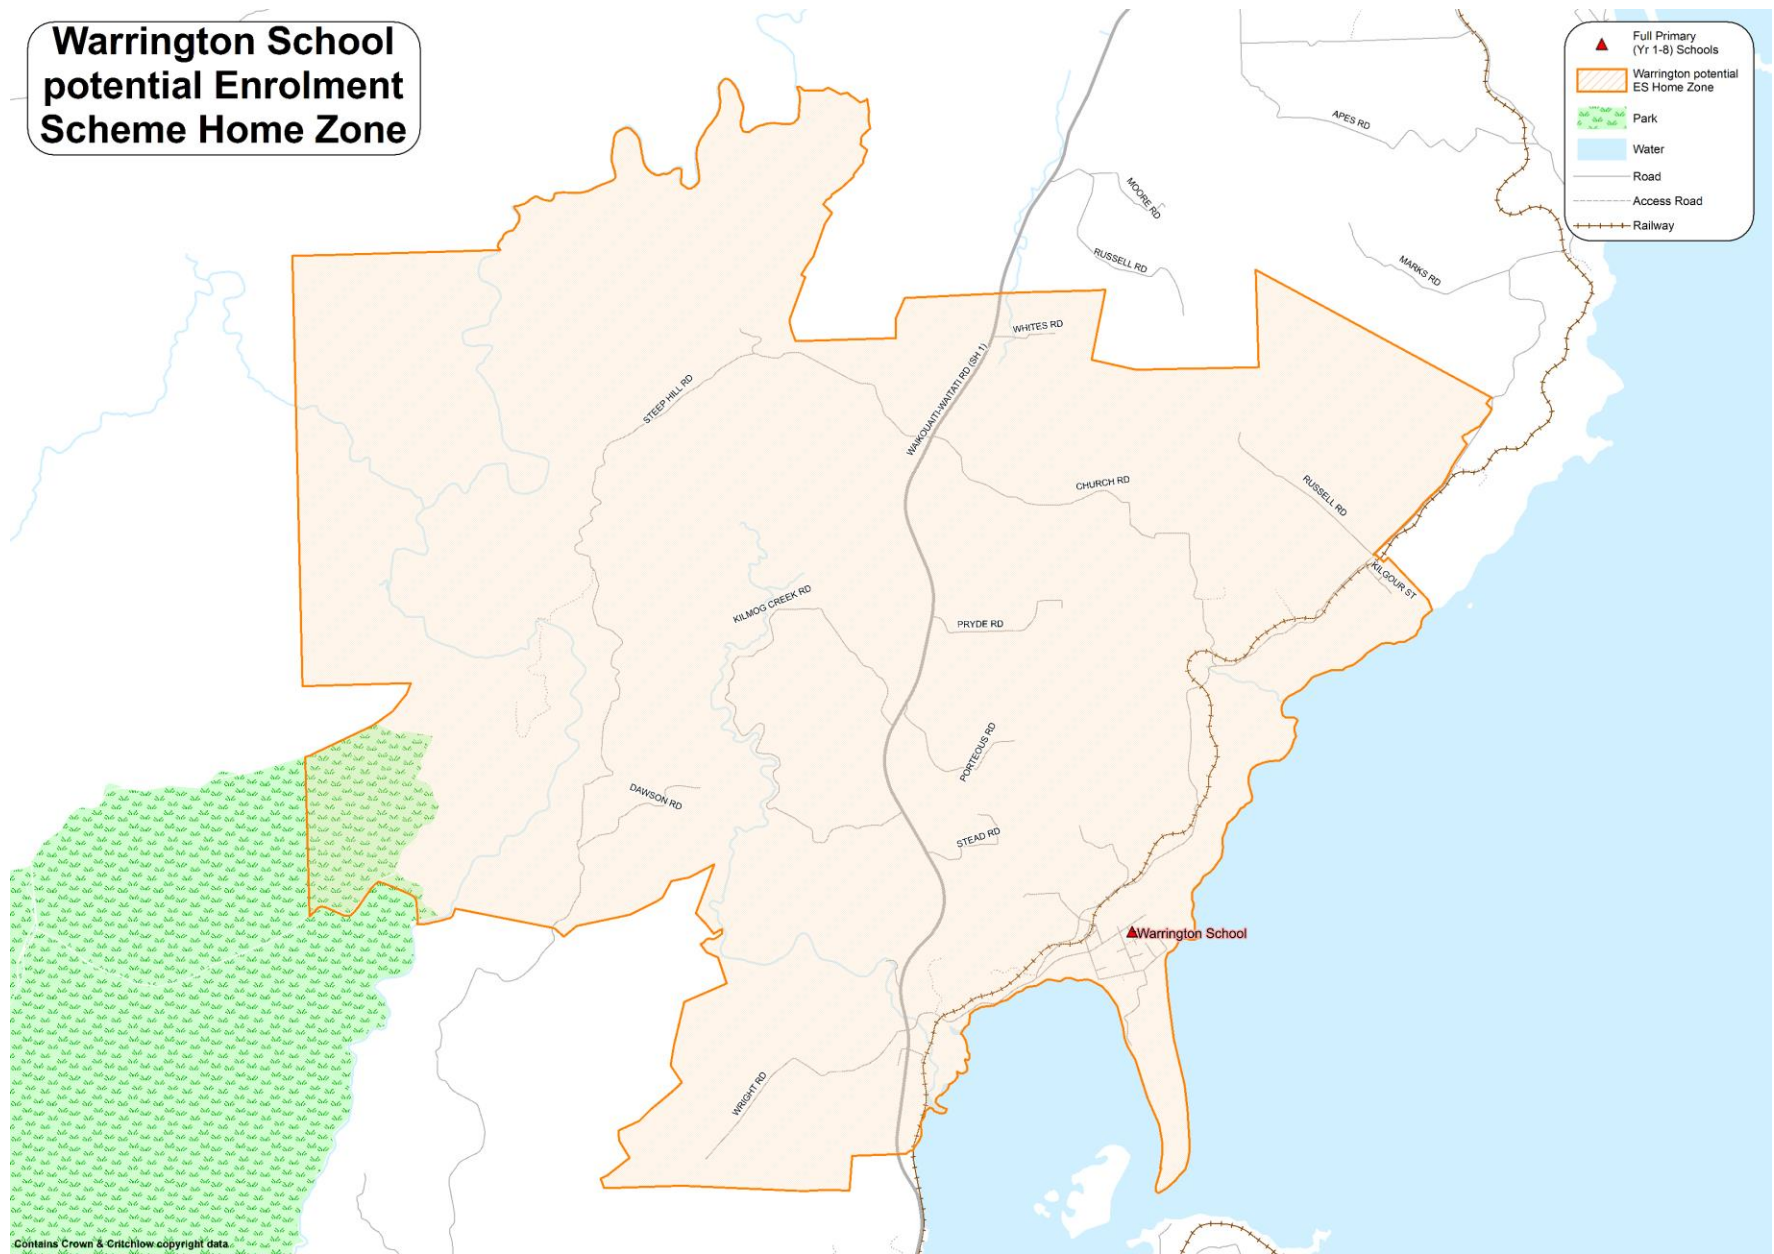 Warrington School
potential Enrolment
Scheme Home Zone
Full Primary
(Yr 1-8) Schools
Warrington potential
ES Home Zone
Park
Water
Road
Access Road
Railway
APES RD
MOORE RD
RUSSELL RD
MARKS RD
WHITES RD
WAIKOUAITI-WAITATI RD (SH 1)
STEEP HILL RD
CHURCH RD
RUSSELL RD
KILGOUR ST
KILMOG CREEK RD
PRYDE RD
PORTEOUS RD
DAWSON RD
STEAD RD
Warrington School
WRIGHT RD
Contains Crown & Critchlow copyright data